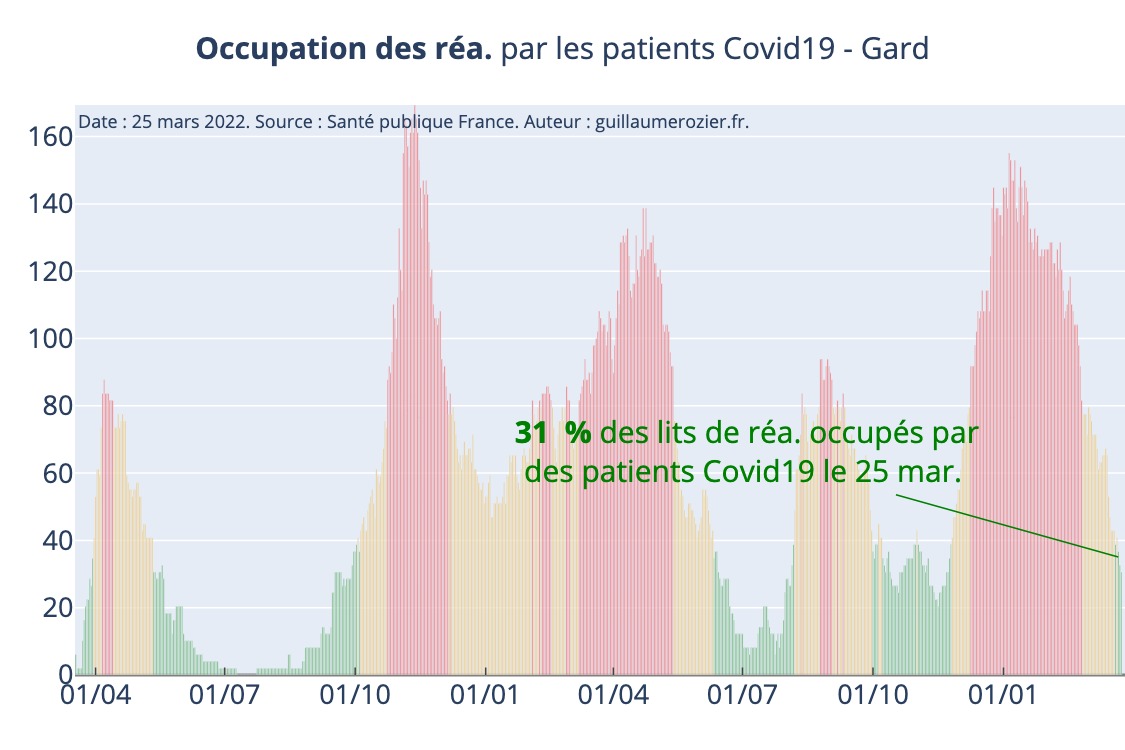 Occupation des réa. par les patients Covid19 - Gard
Date : 25 mars 2022. Source : Santé publique France. Auteur : guillaumerozier.fr.
160
140
120
100
80
60
40
20
0
31 % des lits de réa. occupés par
des patients Covid19 le 25 mar.
01/04 01/07 01/10 01/01 01/04 01/07 01/10 01/01